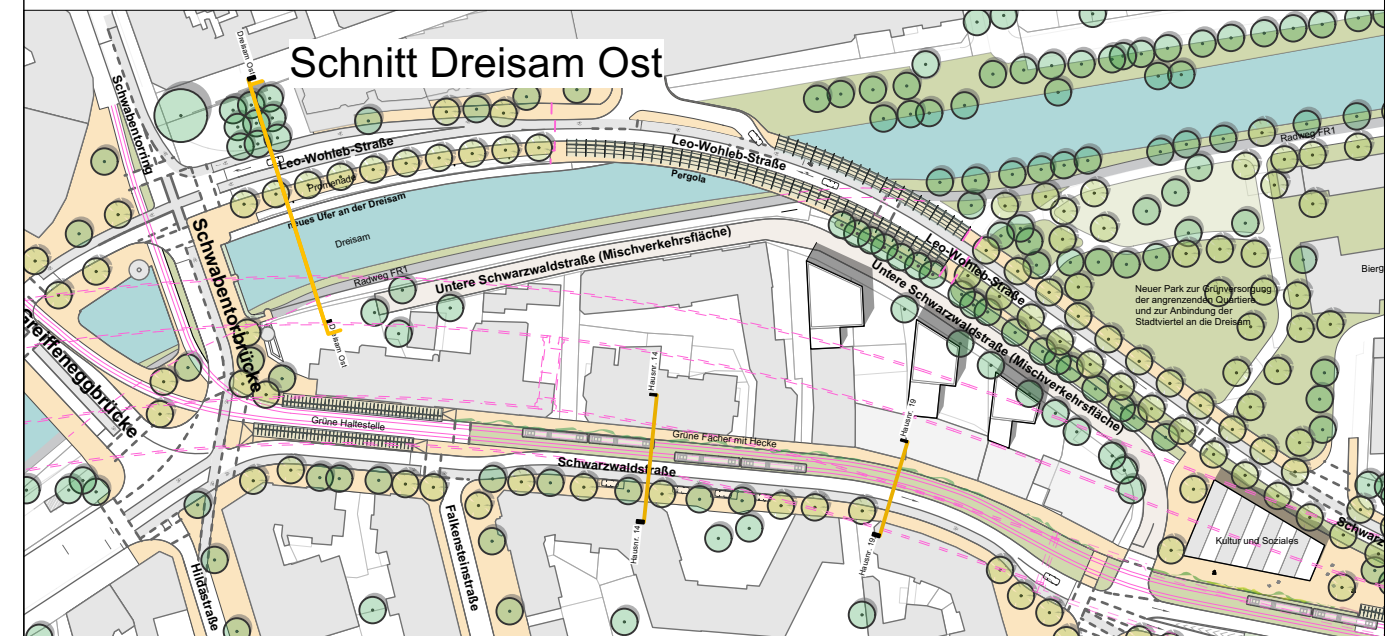 Schnitt Dreisam Ost
Dreisam Ost
Schwabentorring
Leo-Wohleb-Straße
Promenade
neues Ufer an der Dreisam
Dreisam
Radweg FR1
Untere Schwarzwaldstraße (Mischverkehrsfläche)
Dreisam Ost
Leo-Wohleb-Straße
Pergola
Radweg FR1
Leo-Wohleb-Straße
Untere Schwarzwaldstraße (Mischverkehrsfläche)
Neuer Park zur Grünversorgung
der angrenzenden Quartiere
und zur Anbindung der
Stadtviertel an die Dreisam
Bierg
Schwabentorbrücke
Greiffeneggbrücke
Grüne Haltestelle
Hausnr. 14
Grüne Fächer mit Hecke
Hausnr. 19
Schwarzwaldstraße
Hausnr. 14
Hausnr. 19
Falkensteinstraße
Hildastraße
Kultur und Soziales
Schwarz